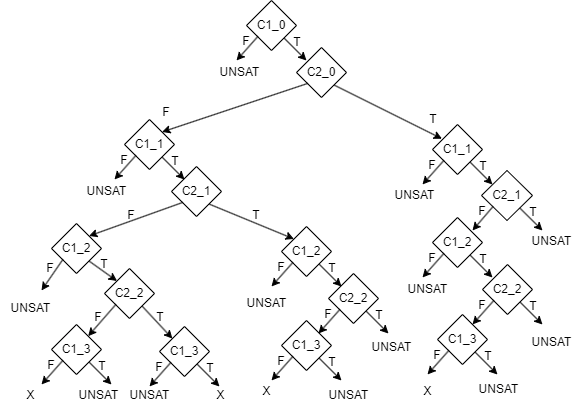 C1_0
F T
UNSAT C2_0
F T
C1_1 C1_1
F T F T
UNSAT C2_1 UNSAT C2_1
F T F T
C1_2 C1_2 C1_2 UNSAT
F T F T F T
UNSAT C2_2 UNSAT C2_2 UNSAT C2_2
F T F T F T
C1_3 C1_3 C1_3 UNSAT C1_3 UNSAT
F T F T F T F T
X UNSAT UNSAT X X UNSAT X UNSAT